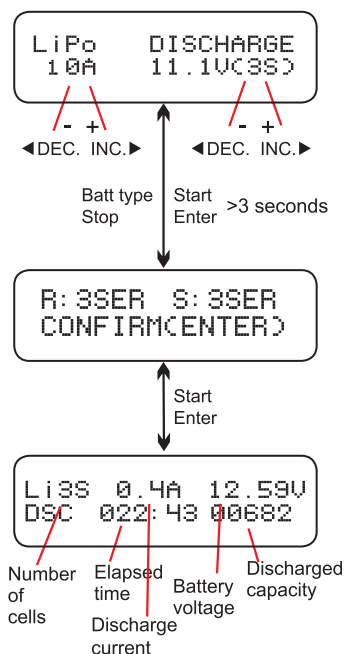 LiPo DISCHARGE
10A 11.1V(3S)
- + - +
◀DEC. INC.▶ ◀DEC. INC.▶
Batt type Start
Stop Enter >3 seconds
R:3SER S:3SER
CONFIRM(ENTER)
Start
Enter
Li3S 0.4A 12.59V
DSC 022:43 00682
Number of cells
Elapsed time
Discharge current
Battery voltage
Discharged capacity